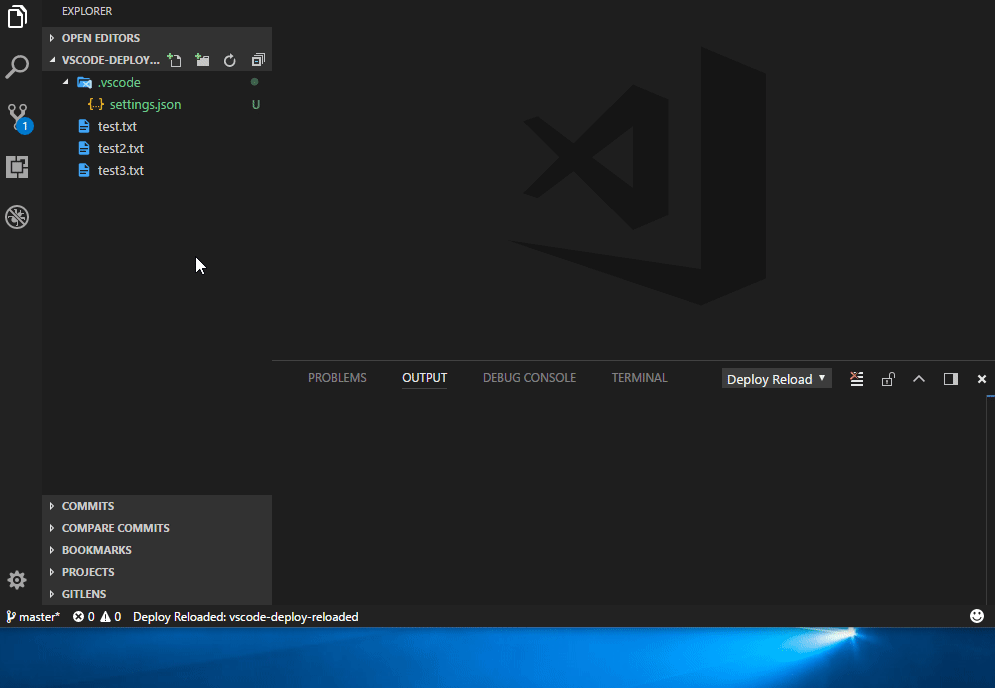 EXPLORER
OPEN EDITORS
VSCODE-DEPLOY...
.vscode
{..} settings.json U
test.txt
test2.txt
test3.txt
1
PROBLEMS OUTPUT DEBUG CONSOLE TERMINAL Deploy Reload
COMMITS
COMPARE COMMITS
BOOKMARKS
PROJECTS
GITLENS
master* 0 0 Deploy Reloaded: vscode-deploy-reloaded